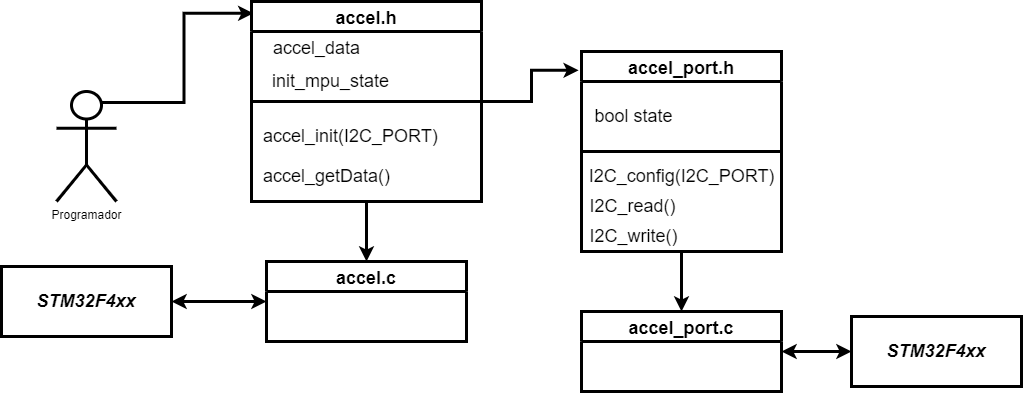 accel.h
accel_data
init_mpu_state
accel_init(I2C_PORT)
accel_getData()
accel_port.h
bool state
I2C_config(I2C_PORT)
I2C_read()
I2C_write()
Programador
STM32F4xx
accel.c
accel_port.c
STM32F4xx